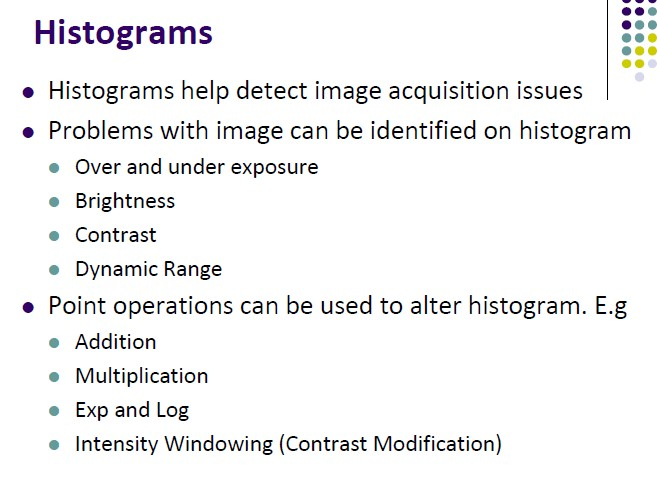 Histograms
Histograms help detect image acquisition issues
Problems with image can be identified on histogram
Over and under exposure
Brightness
Contrast
Dynamic Range
Point operations can be used to alter histogram. E.g
Addition
Multiplication
Exp and Log
Intensity Windowing (Contrast Modification)